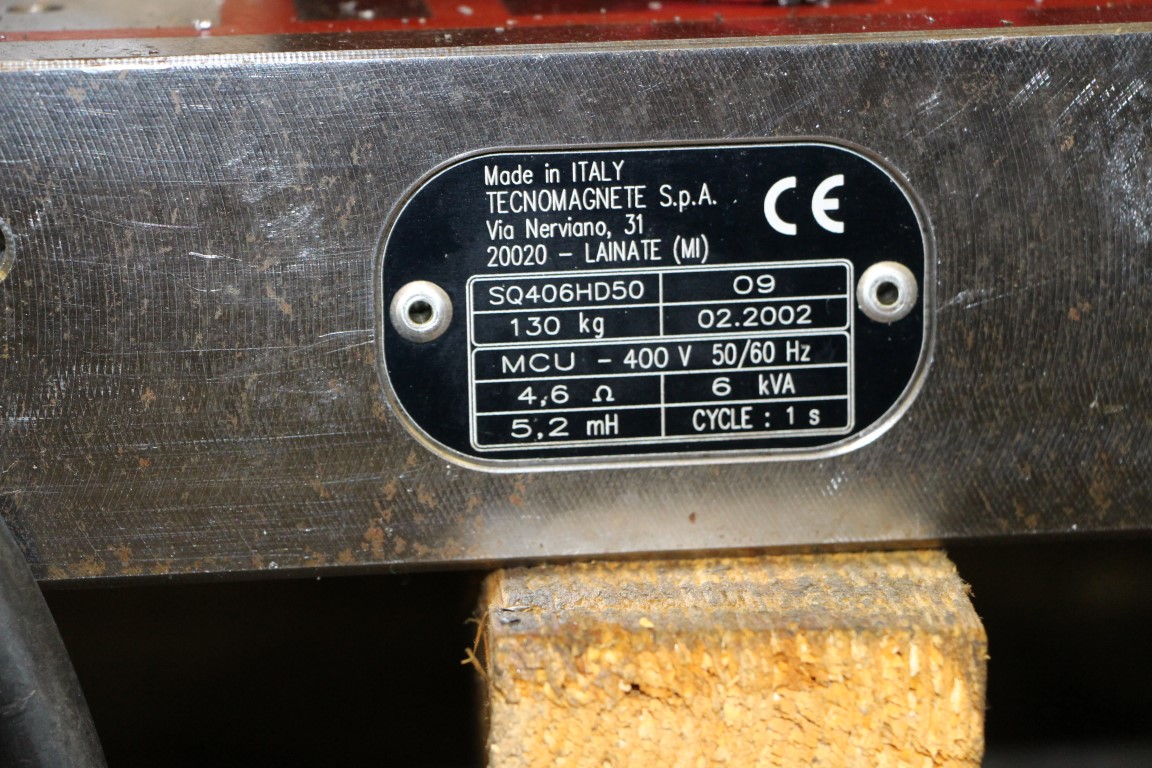 Made in ITALY
TECNOMAGNETE S.p.A.
Via Nerviano, 31
20020 - LAINATE (MI)
CE
SQ406HD50 09
130 kg 02.2002
MCU - 400 V 50/60 Hz
4,6 Ω 6 kVA
5,2 mH CYCLE : 1 s